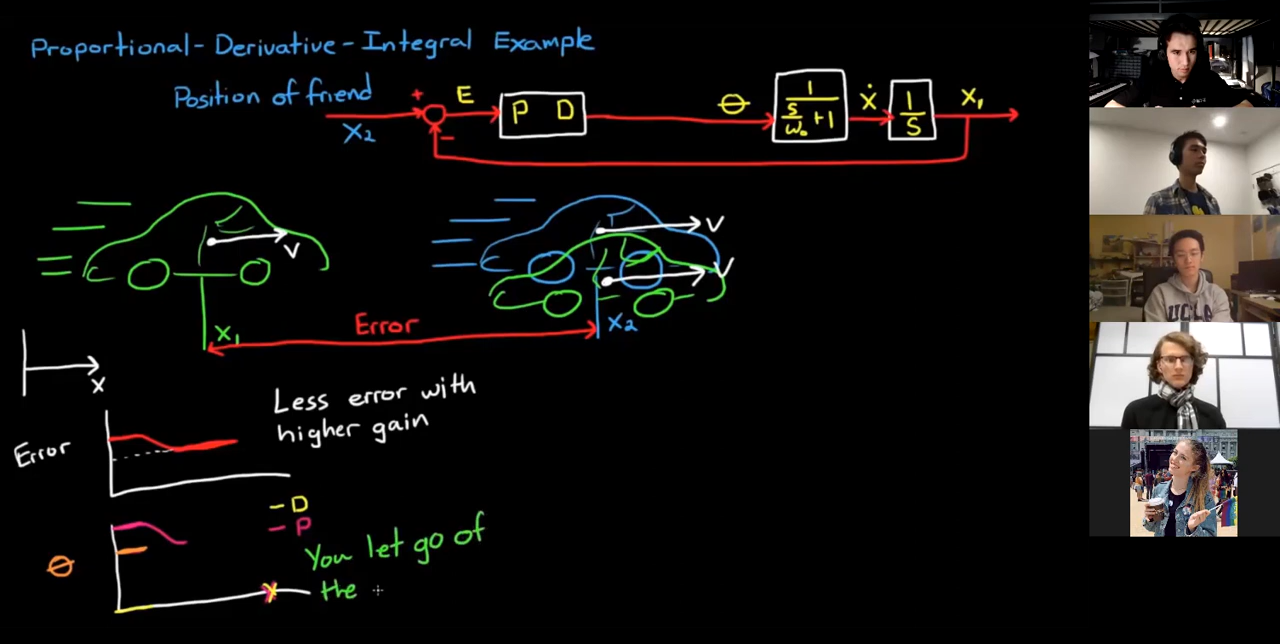 Proportional-Derivative-Integral Example
Position of friend
X₂
+
−
E
P D
θ
1
s/ω₀ +1
ẋ
1/s
X₁
V
V
V
Error
X₁
X₂
x
Less error with
higher gain
Error
- D
- P
θ
You let go of
the
UCLA